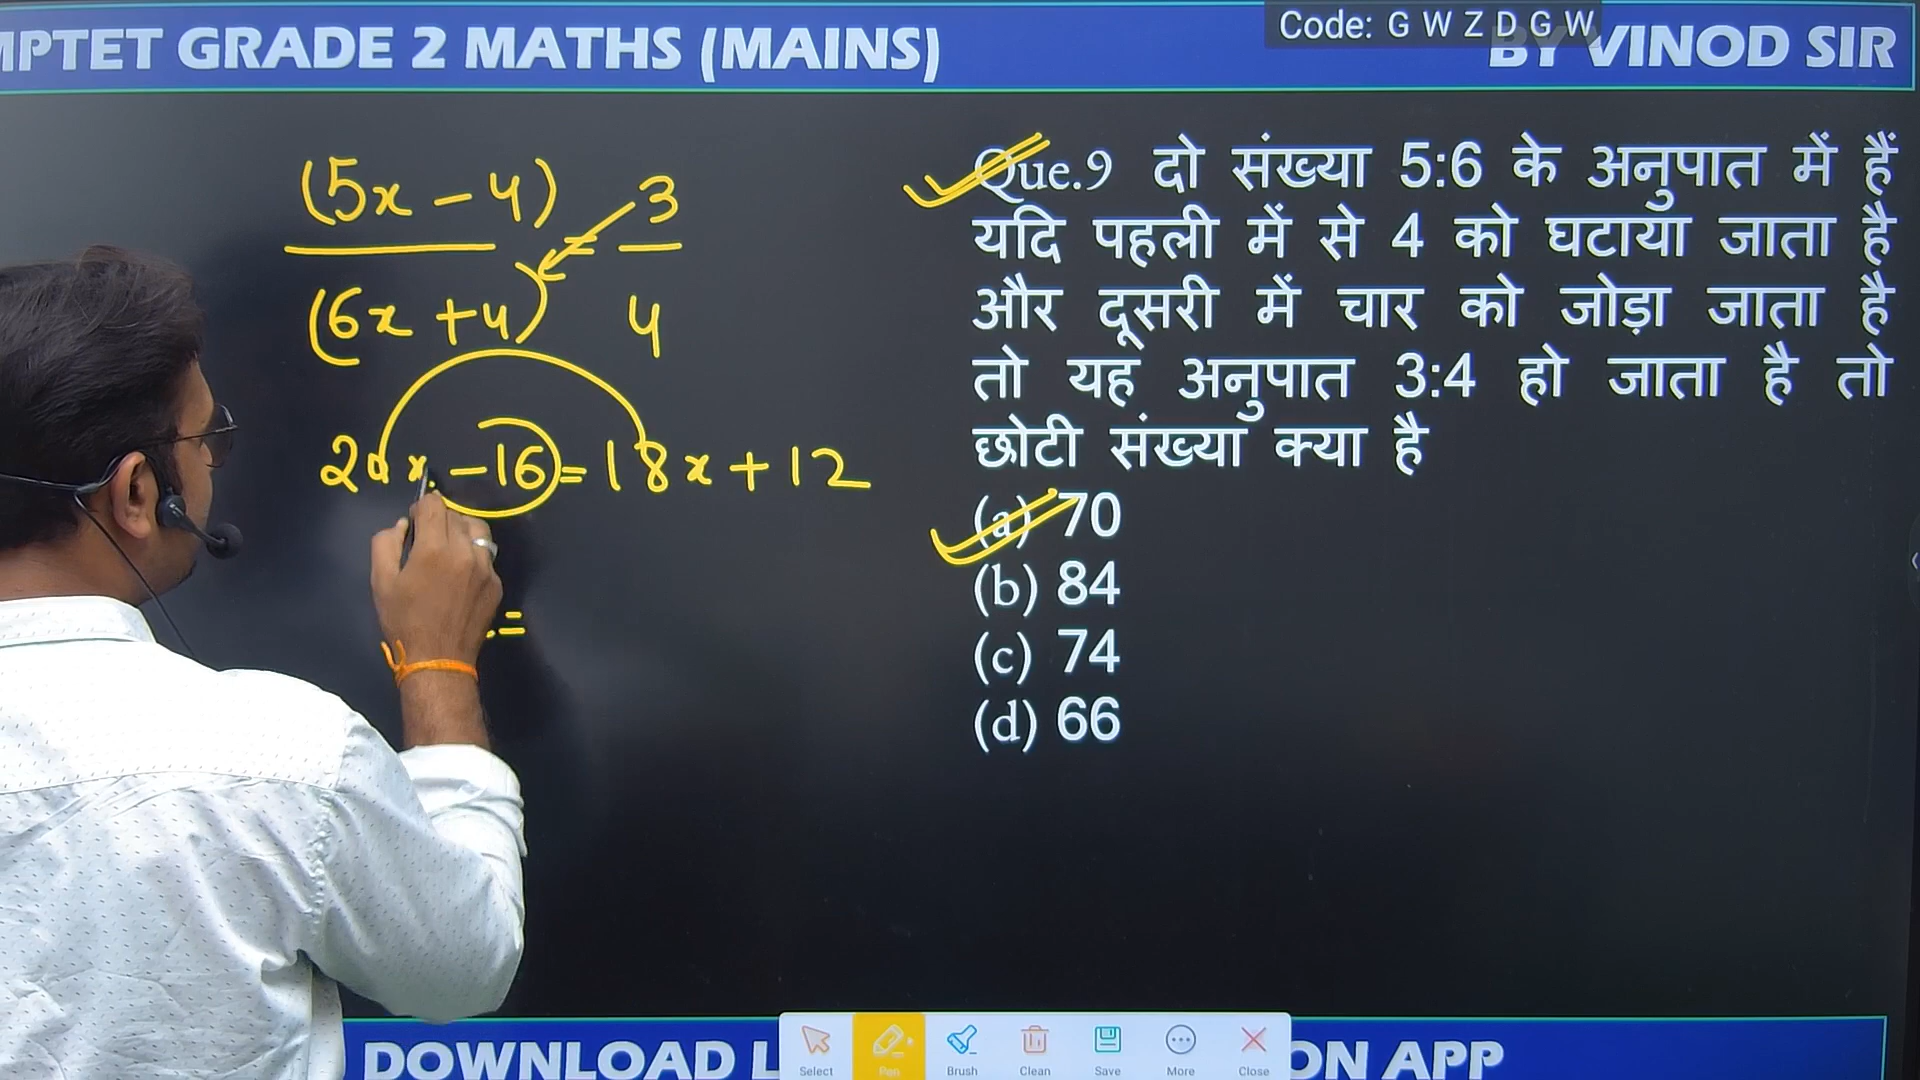 MPTET GRADE 2 MATHS (MAINS)
Code: G W Z D G W
BY VINOD SIR
(5x - 4) = 3
(6x + 4) 4
20x - 16 = 18x + 12
=
Que.9 दो संख्या 5:6 के अनुपात में हैं
यदि पहली में से 4 को घटाया जाता है
और दूसरी में चार को जोड़ा जाता है
तो यह अनुपात 3:4 हो जाता है तो
छोटी संख्या क्या है
(a) 70
(b) 84
(c) 74
(d) 66
DOWNLOAD L
ON APP
Select
Pen
Brush
Clean
Save
More
Close